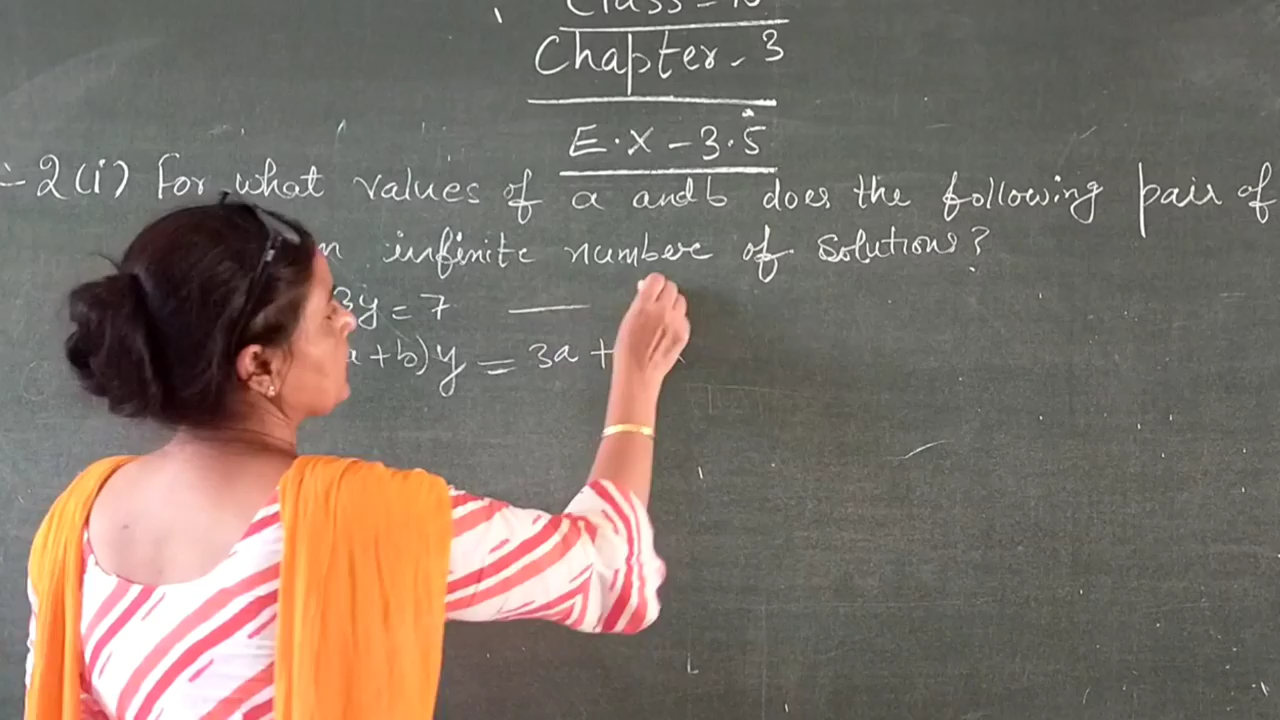 Class - 10
Chapter - 3
E.X - 3.5
2(i) For what values of a and b does the following pair of
infinite number of solutions?
3y = 7
a + b) y = 3a +